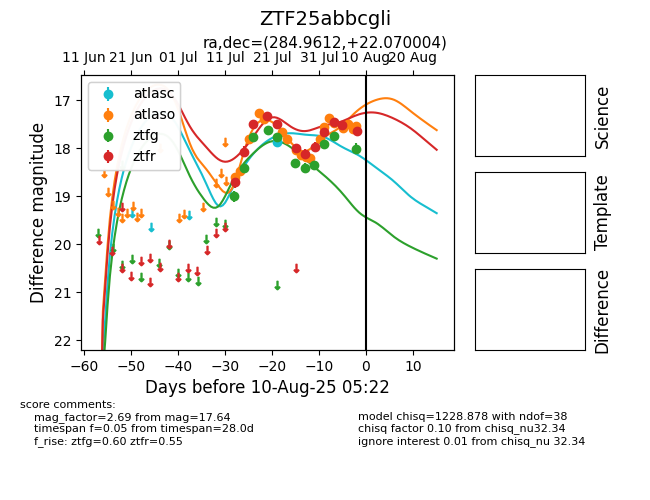 ZTF25abbcgli
ra,dec=(284.9612,+22.070004)
11 Jun 21 Jun 01 Jul 11 Jul 21 Jul 31 Jul 10 Aug 20 Aug
atlasc
atlaso
ztfg
ztfr
17
18
19
20
21
22
Difference magnitude
−60 −50 −40 −30 −20 −10 0 10
Days before 10-Aug-25 05:22
Science
Template
Difference
score comments:
mag_factor=2.69 from mag=17.64
timespan f=0.05 from timespan=28.0d
f_rise: ztfg=0.60 ztfr=0.55
model chisq=1228.878 with ndof=38
chisq factor 0.10 from chisq_nu32.34
ignore interest 0.01 from chisq_nu 32.34